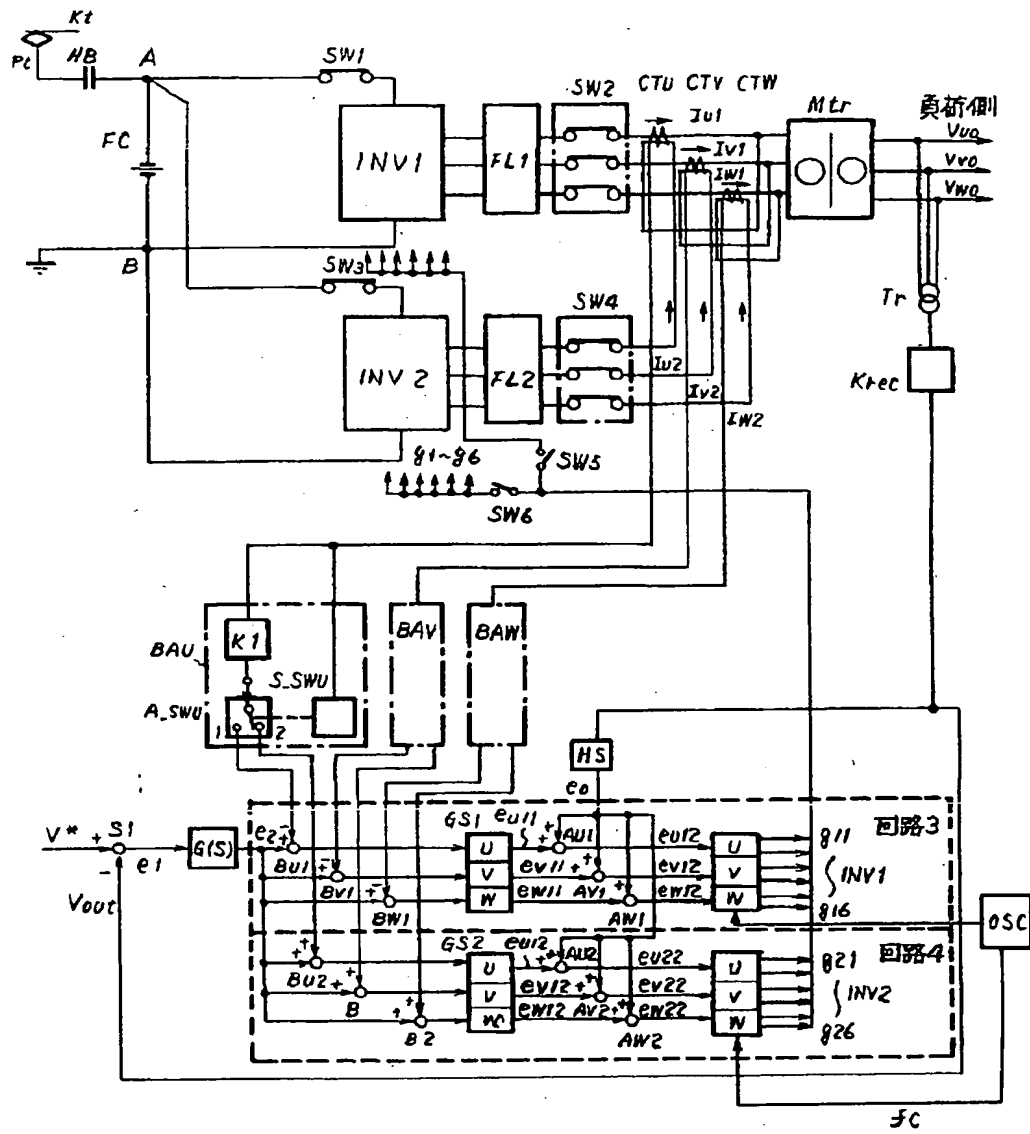 Kt
Pt
HB
A
SW1
CTU CTV CTW
SW2
Mtr
負荷側
Iu1
Vuo
FC
INV1
FL1
Iv1
Vvo
Iw1
Vwo
B
SW3
SW4
Tr
INV2
FL2
Krec
Iu2
Iv2
Iw2
g1~g6
SW5
SW6
BAU
K1
BAV
BAW
S_SWU
A_SWU
1
2
HS
eo
V*
+
S1
e1
-
Vout
G(S)
e2
+
-
BU1
-
BV1
-
BW1
GS1
U
V
W
eu11
ev11
ew11
+
+
AU1
+
AV1
+
AW1
eu12
ev12
ew12
U
V
W
g11
回路3
INV1
g16
OSC
+
+
BU2
+
+
B
+
+
B2
GS2
U
V
W
eu12
ev12
ew12
AU2
+
AV2
+
AW2
eu22
ev22
ew22
U
V
W
g21
回路4
INV2
g26
fc